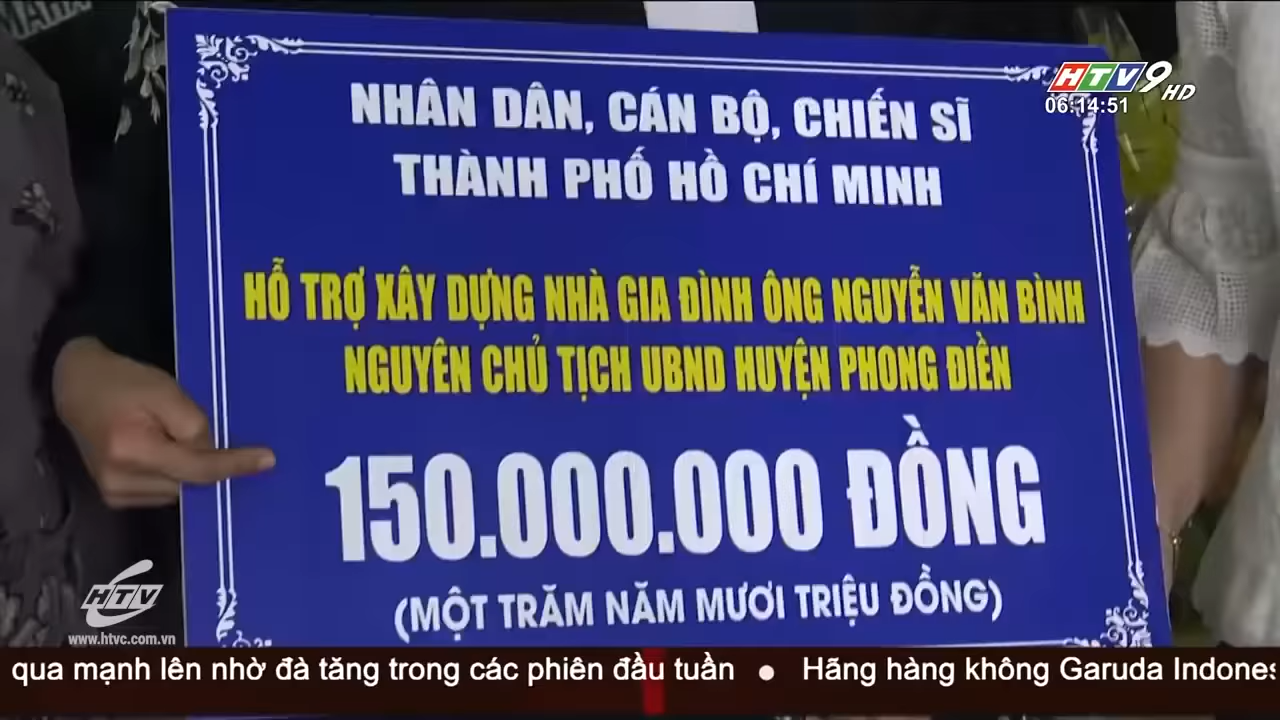 HTV9 HD
06:14:51
NHÂN DÂN, CÁN BỘ, CHIẾN SĨ
THÀNH PHỐ HỒ CHÍ MINH
HỖ TRỢ XÂY DỰNG NHÀ GIA ĐÌNH ÔNG NGUYỄN VĂN BÌNH
NGUYÊN CHỦ TỊCH UBND HUYỆN PHONG ĐIỀN
150.000.000 ĐỒNG
(MỘT TRĂM NĂM MƯƠI TRIỆU ĐỒNG)
HTV
www.htvc.com.vn
qua mạnh lên nhờ đà tăng trong các phiên đầu tuần ● Hãng hàng không Garuda Indones